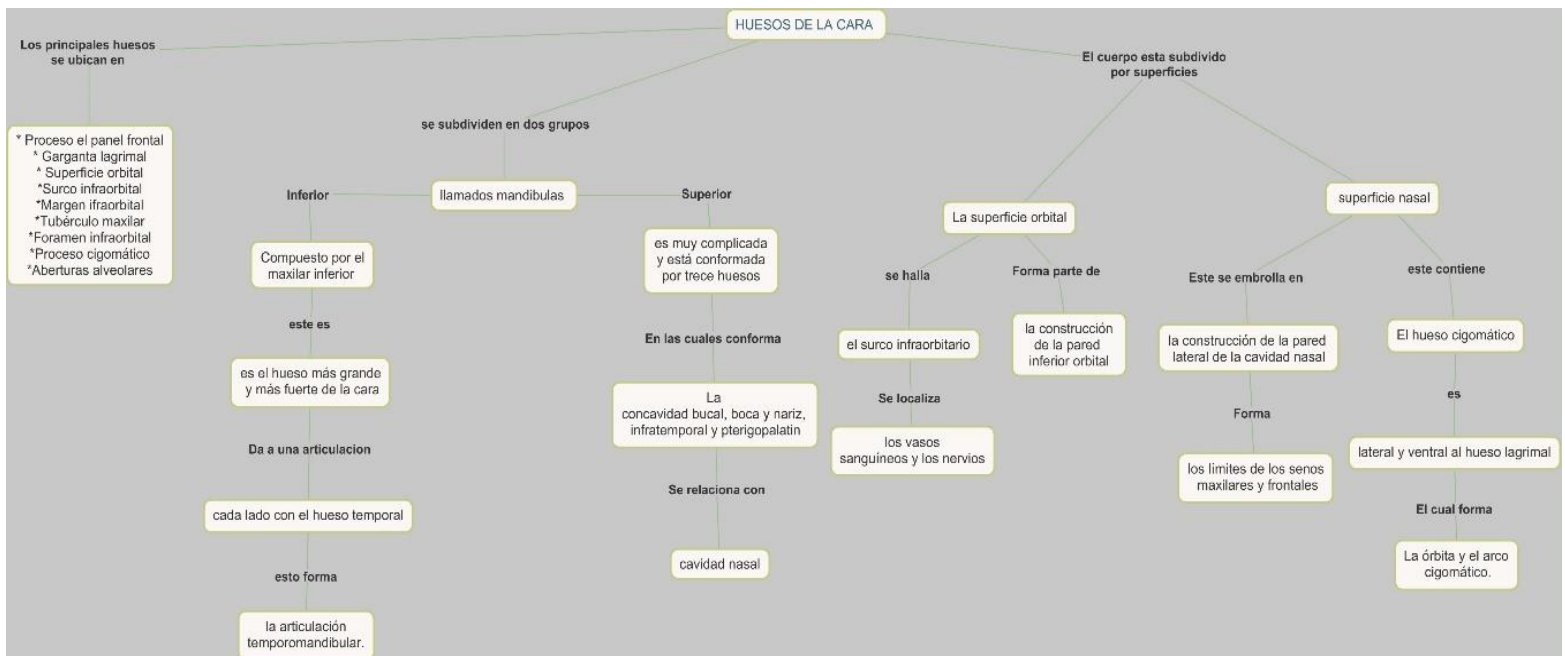 HUESOS DE LA CARA
Los principales huesos
se ubican en
* Proceso el panel frontal
* Garganta lagrimal
* Superficie orbital
*Surco infraorbital
*Margen ifraorbital
*Tubérculo maxilar
*Foramen infraorbital
*Proceso cigomático
*Aberturas alveolares
se subdividen en dos grupos
llamados mandibulas
Inferior
Compuesto por el
maxilar inferior
este es
es el hueso más grande
y más fuerte de la cara
Da a una articulacion
cada lado con el hueso temporal
esto forma
la articulación
temporomandibular.
Superior
es muy complicada
y está conformada
por trece huesos
En las cuales conforma
La
concavidad bucal, boca y nariz,
infratemporal y pterigopalatin
Se relaciona con
cavidad nasal
El cuerpo esta subdivido
por superficies
La superficie orbital
se halla
el surco infraorbitario
Se localiza
los vasos
sanguíneos y los nervios
Forma parte de
la construcción
de la pared
inferior orbital
superficie nasal
Este se embrolla en
la construcción de la pared
lateral de la cavidad nasal
Forma
los limites de los senos
maxilares y frontales
este contiene
El hueso cigomático
es
lateral y ventral al hueso lagrimal
El cual forma
La órbita y el arco
cigomático.